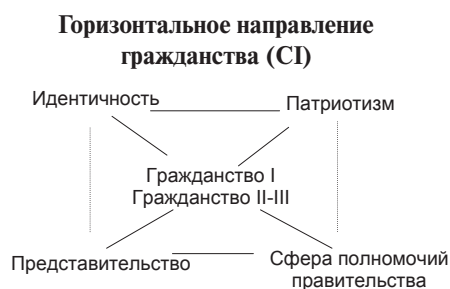 Горизонтальное направление
гражданства (CI)
Идентичность
Патриотизм
Гражданство I
Гражданство II-III
Представительство
Сфера полномочий
правительства